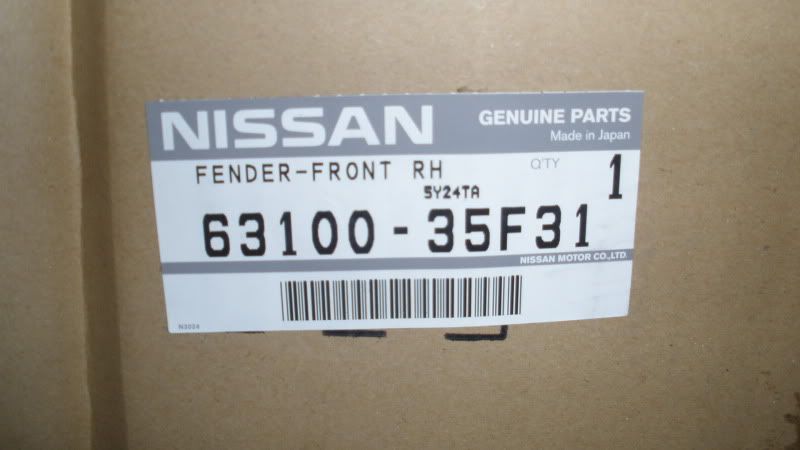 NISSAN GENUINE PARTS
Made in Japan
FENDER-FRONT RH Q'TY 1
5Y24TA
63100-35F31
NISSAN MOTOR CO.,LTD.
N3024